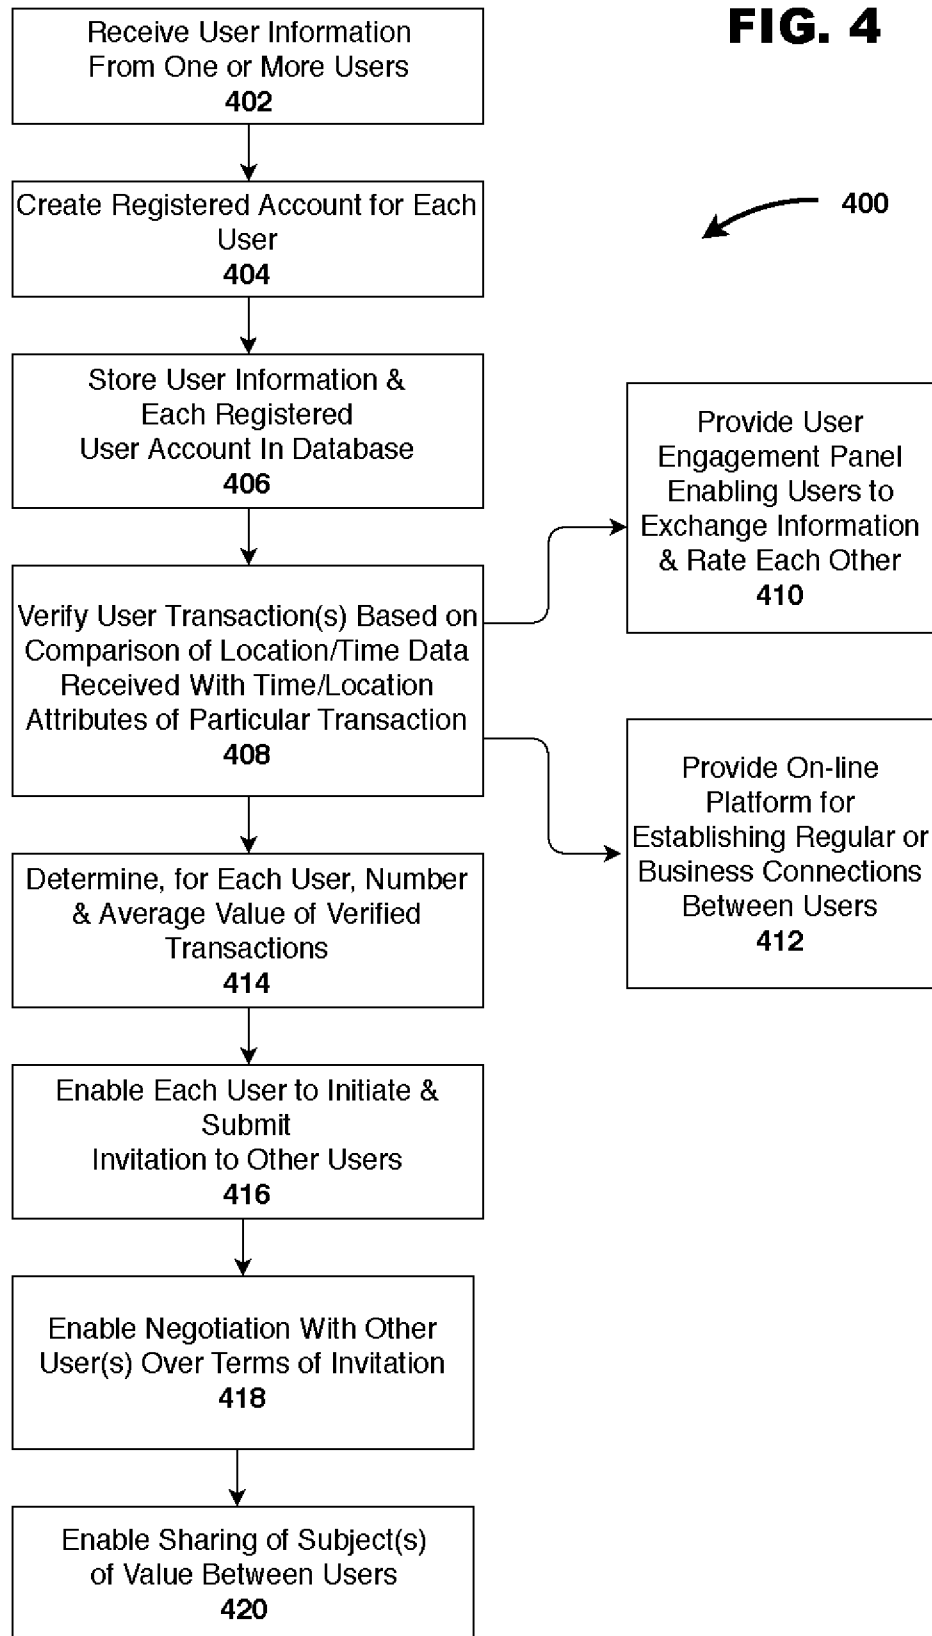 FIG. 4
Receive User Information
From One or More Users
402
Create Registered Account for Each
User
404
400
Store User Information &
Each Registered
User Account In Database
406
Provide User
Engagement Panel
Enabling Users to
Exchange Information
& Rate Each Other
410
Verify User Transaction(s) Based on
Comparison of Location/Time Data
Received With Time/Location
Attributes of Particular Transaction
408
Provide On-line
Platform for
Establishing Regular or
Business Connections
Between Users
412
Determine, for Each User, Number
& Average Value of Verified
Transactions
414
Enable Each User to Initiate &
Submit
Invitation to Other Users
416
Enable Negotiation With Other
User(s) Over Terms of Invitation
418
Enable Sharing of Subject(s)
of Value Between Users
420